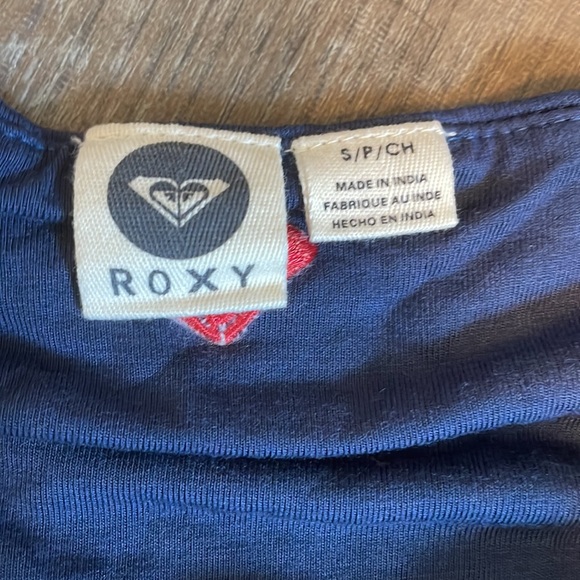 ROXY
S/P/CH
MADE IN INDIA
FABRIQUE AU INDE
HECHO EN INDIA